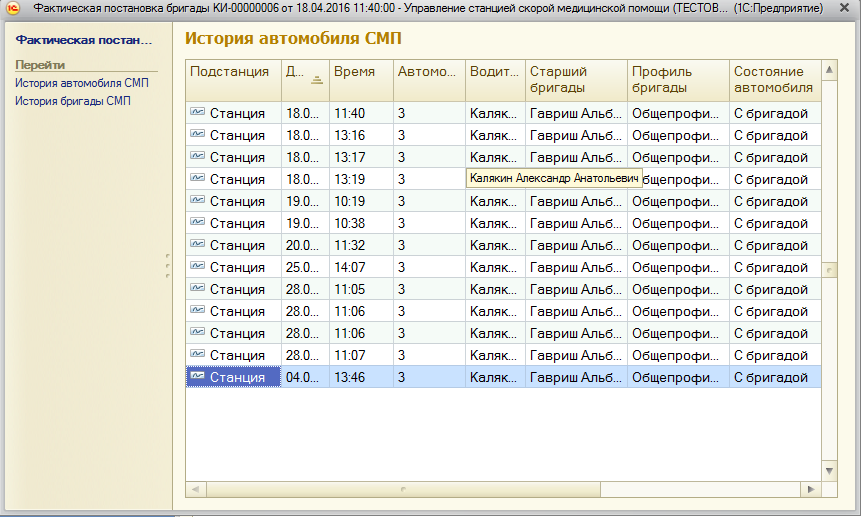 Фактическая постановка бригады КИ-00000006 от 18.04.2016 11:40:00 - Управление станцией скорой медицинской помощи (ТЕСТОВ... (1С:Предприятие)
Фактическая постан...
Перейти
История автомобиля СМП
История бригады СМП
История автомобиля СМП
Подстанция Д... Время Автомо... Водит... Старший бригады Профиль бригады Состояние автомобиля
Станция 18.0... 11:40 3 Каляк... Гавриш Альб... Общепрофи... С бригадой
Станция 18.0... 13:16 3 Каляк... Гавриш Альб... Общепрофи... С бригадой
Станция 18.0... 13:17 3 Каляк... Гавриш Альб... Общепрофи... С бригадой
Станция 18.0... 13:19 3 Калякин Александр Анатольевич щепрофи... С бригадой
Станция 19.0... 10:19 3 Каляк... Гавриш Альб... Общепрофи... С бригадой
Станция 19.0... 10:38 3 Каляк... Гавриш Альб... Общепрофи... С бригадой
Станция 20.0... 11:32 3 Каляк... Гавриш Альб... Общепрофи... С бригадой
Станция 25.0... 14:07 3 Каляк... Гавриш Альб... Общепрофи... С бригадой
Станция 28.0... 11:05 3 Каляк... Гавриш Альб... Общепрофи... С бригадой
Станция 28.0... 11:06 3 Каляк... Гавриш Альб... Общепрофи... С бригадой
Станция 28.0... 11:06 3 Каляк... Гавриш Альб... Общепрофи... С бригадой
Станция 28.0... 11:07 3 Каляк... Гавриш Альб... Общепрофи... С бригадой
Станция 04.0... 13:46 3 Каляк... Гавриш Альб... Общепрофи... С бригадой